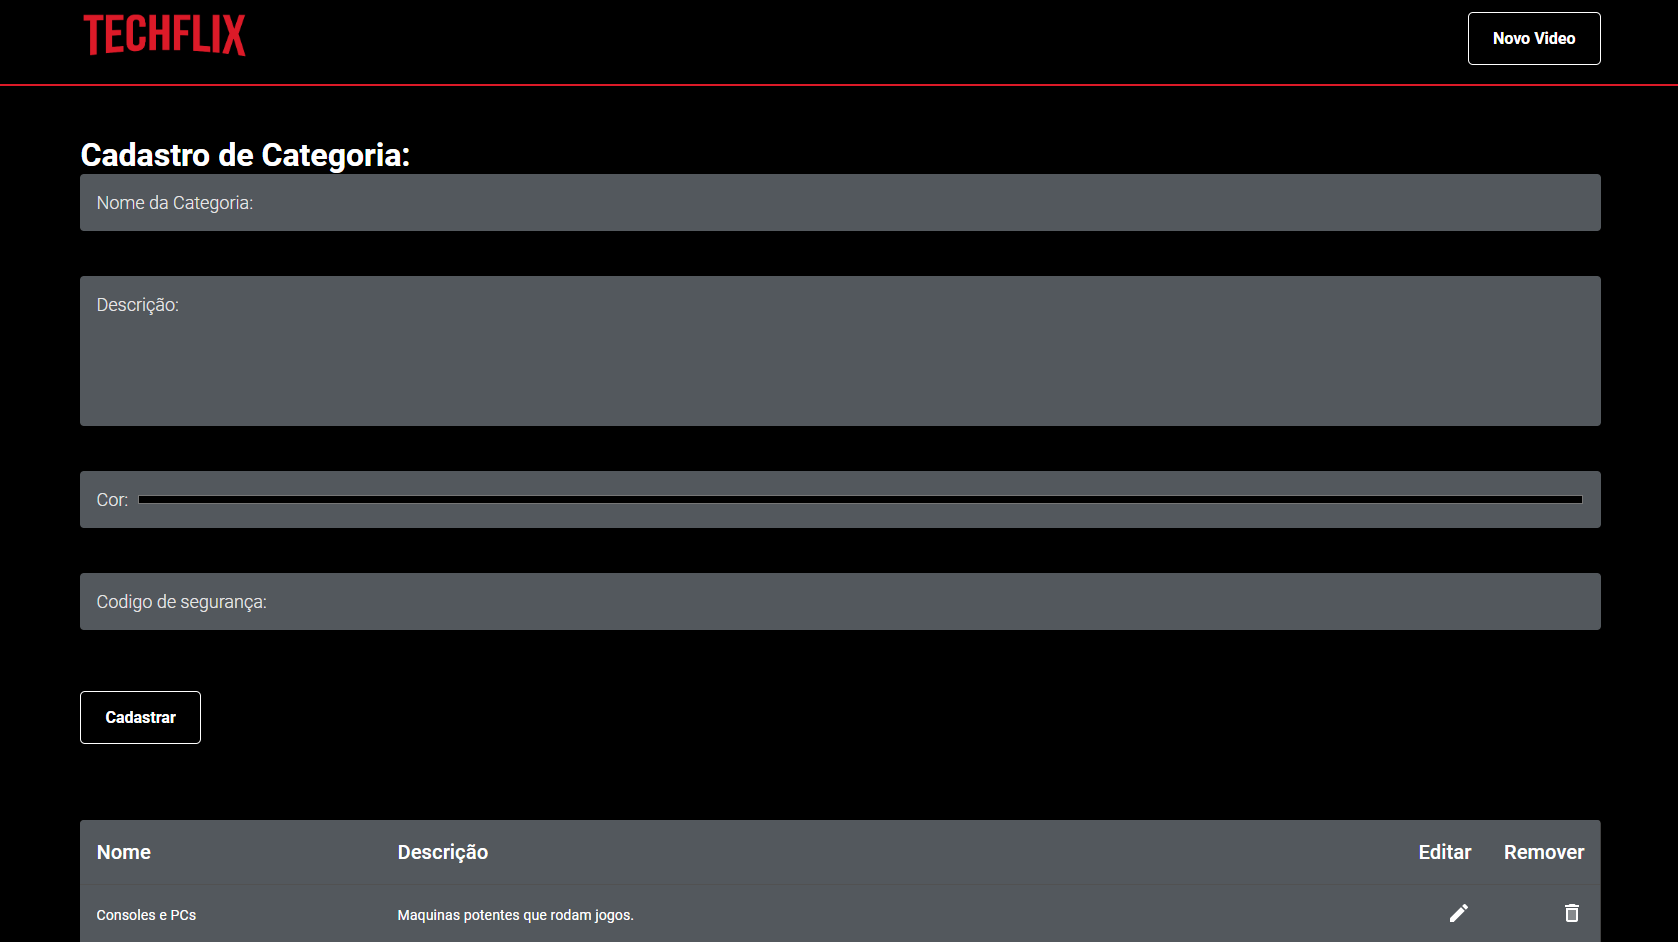 TECHFLIX
Novo Video
Cadastro de Categoria:
Nome da Categoria:
Descrição:
Cor:
Codigo de segurança:
Cadastrar
Nome Descrição Editar Remover
Consoles e PCs Maquinas potentes que rodam jogos.